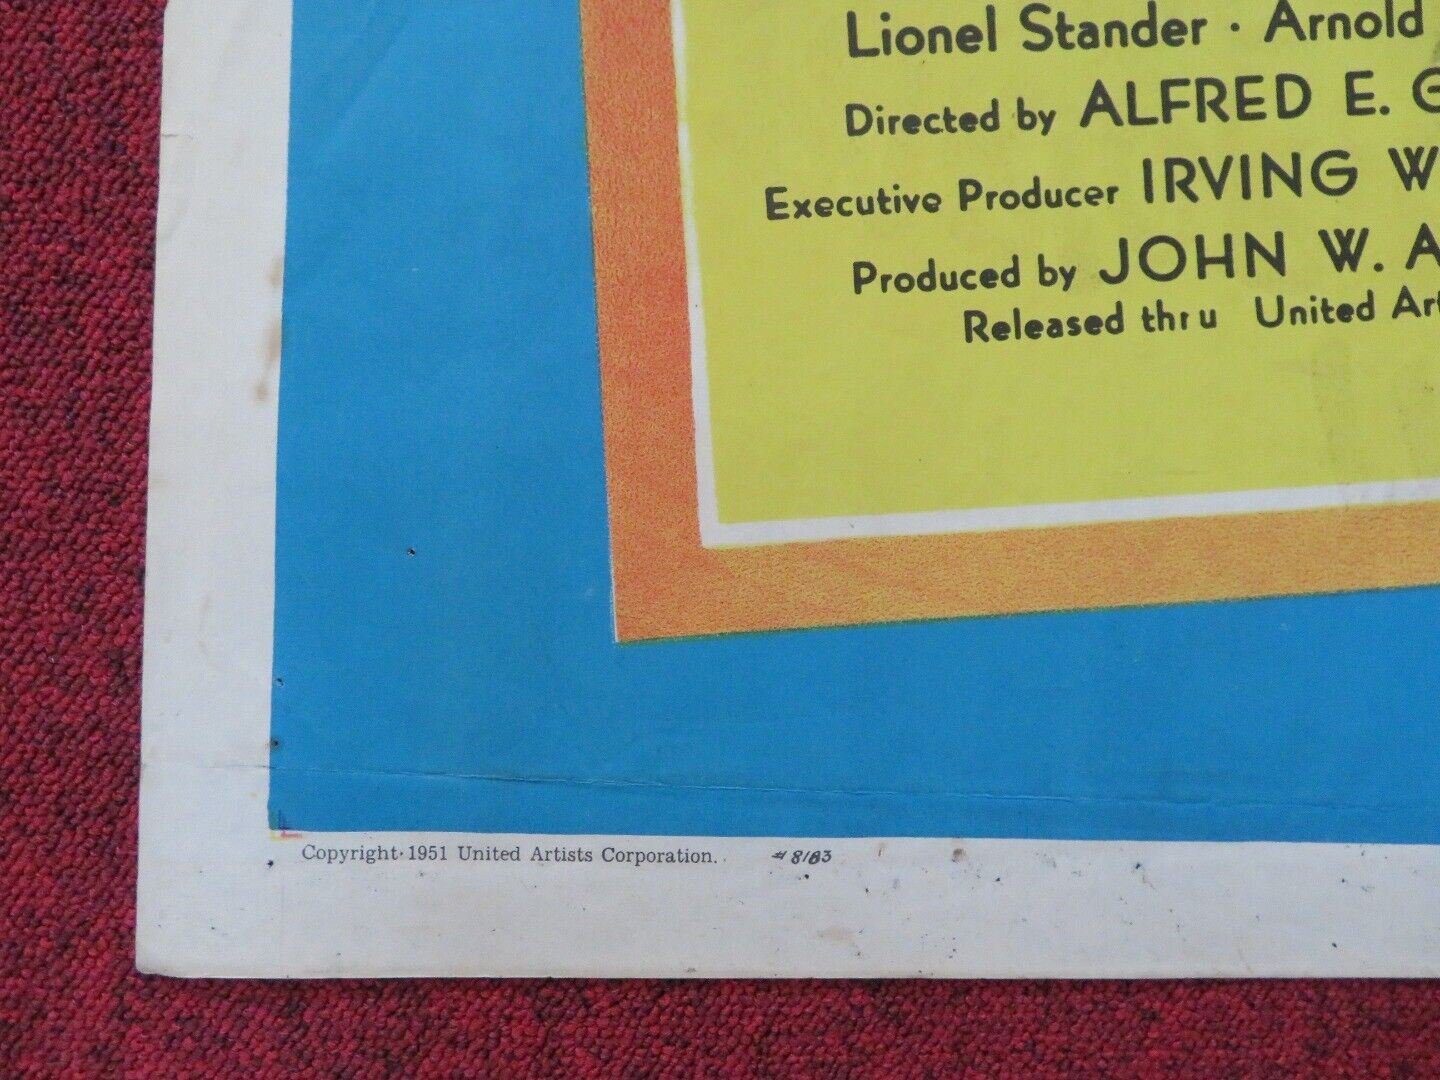 Lionel Stander · Arnold
Directed by ALFRED E. G
Executive Producer IRVING W
Produced by JOHN W. A
Released thru United Art
Copyright 1951 United Artists Corporation. #8183